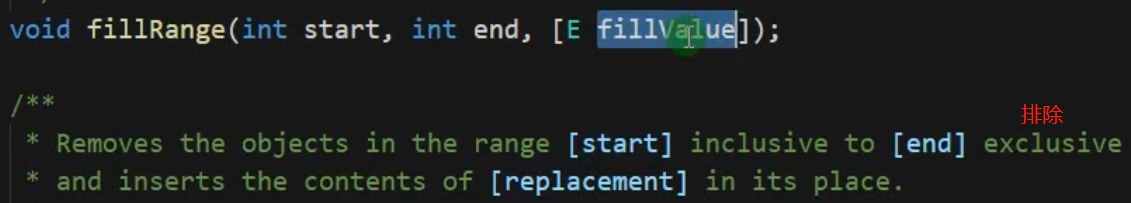 void fillRange(int start, int end, [E fillValue]);
/**
排除
* Removes the objects in the range [start] inclusive to [end] exclusive
* and inserts the contents of [replacement] in its place.